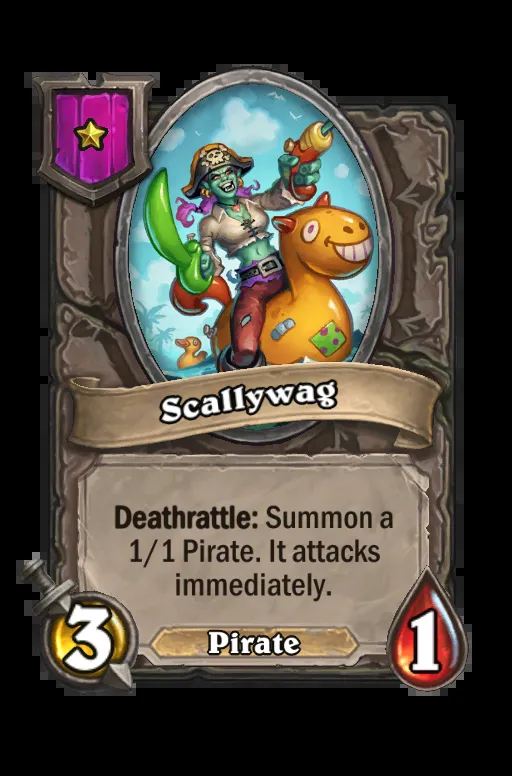 Scallywag
Deathrattle: Summon a
1/1 Pirate. It attacks
immediately.
3
Pirate
1